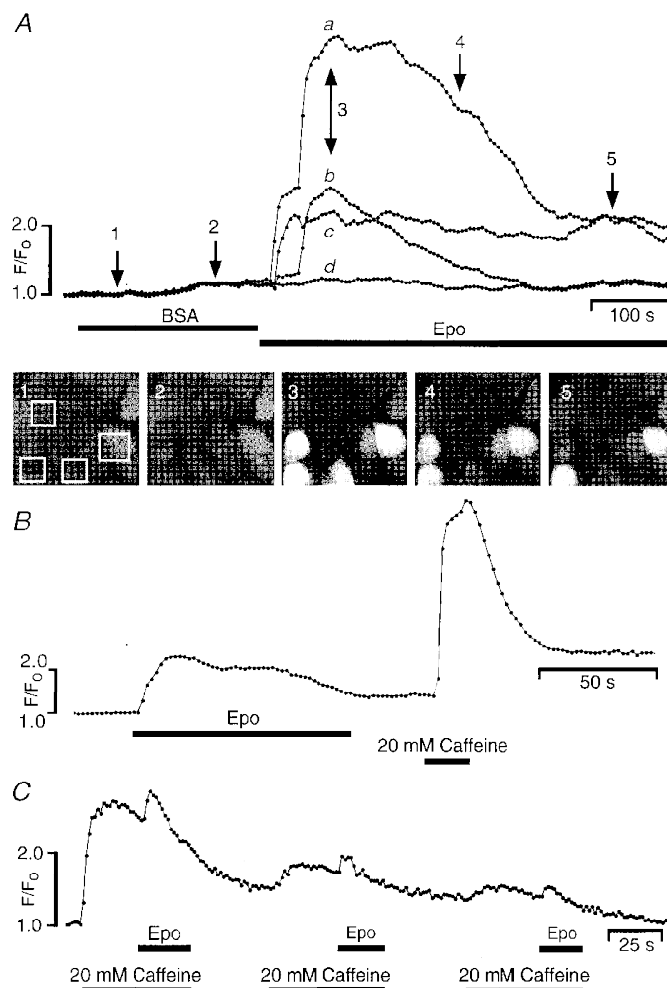 A
a
4
3
5
b
2.0
1
2
c
F/F0
d
1.0
BSA
100 s
Epo
1
2
3
4
5
B
2.0
F/F0
1.0
50 s
Epo
20 mM Caffeine
C
2.0
F/F0
1.0
Epo
Epo
Epo
25 s
20 mM Caffeine
20 mM Caffeine
20 mM Caffeine